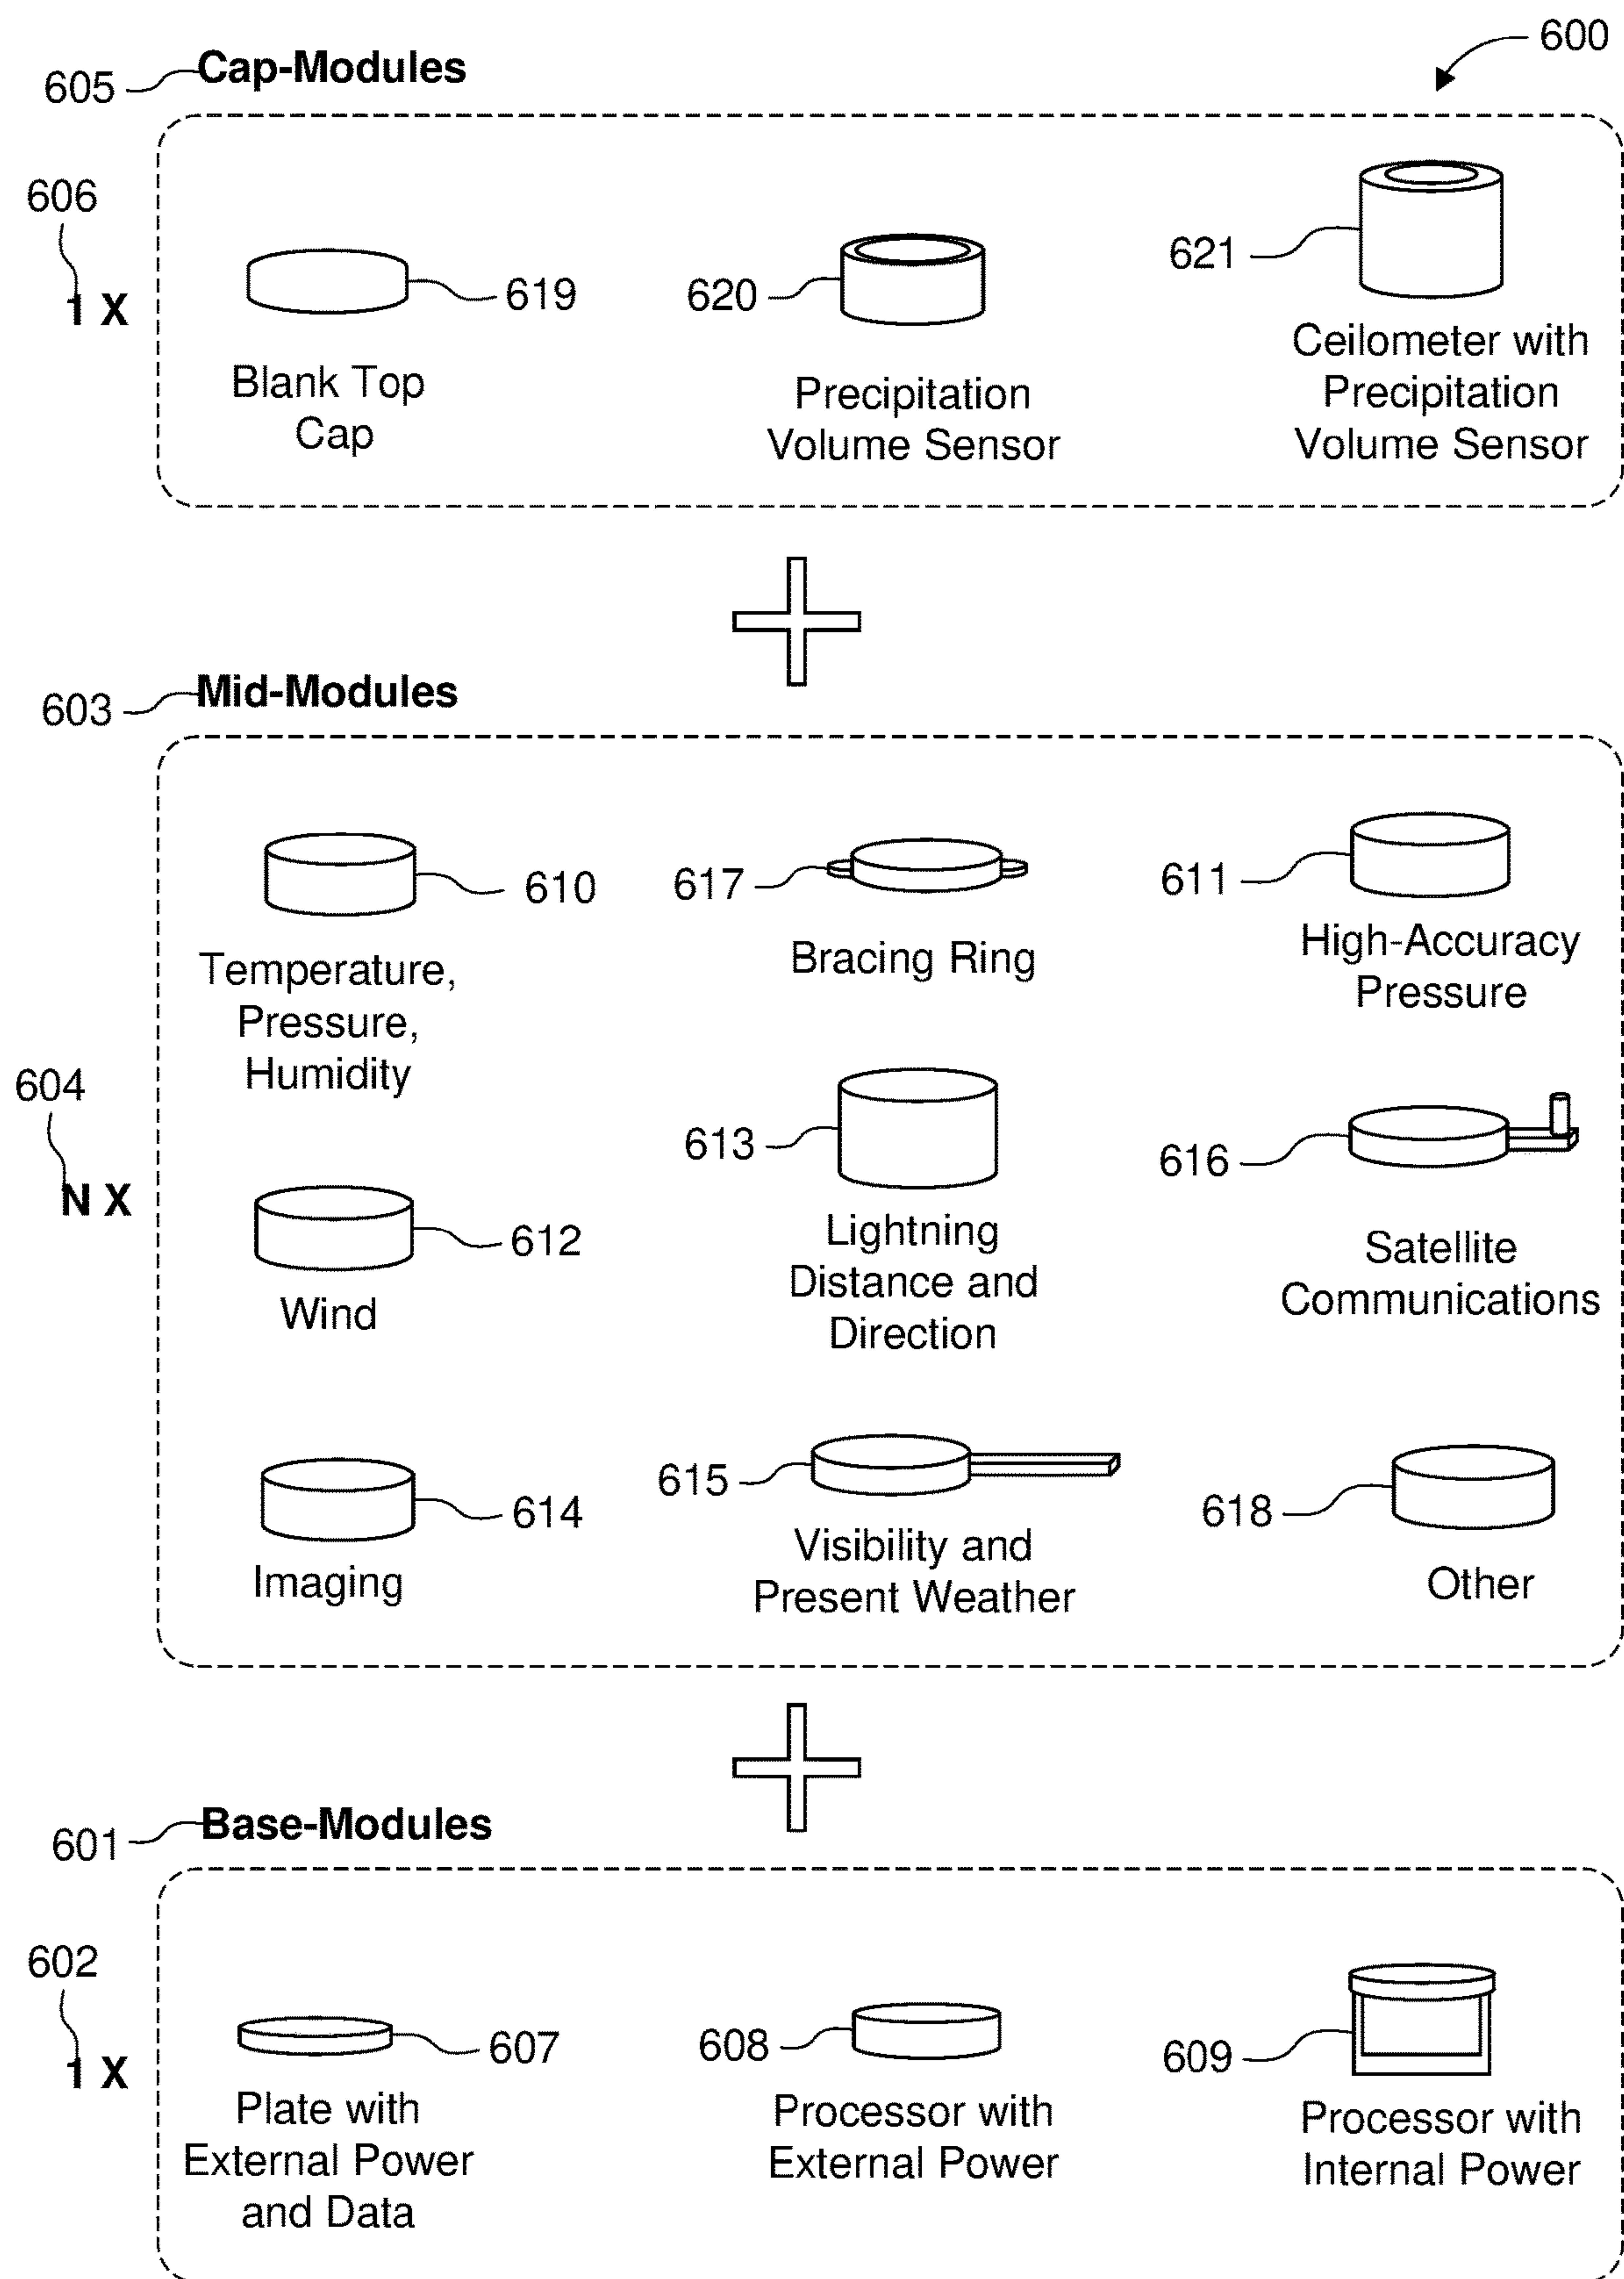 600
605
Cap-Modules
606
1 X
619
Blank Top
Cap
620
Precipitation
Volume Sensor
621
Ceilometer with
Precipitation
Volume Sensor
603
Mid-Modules
604
N X
610
Temperature,
Pressure,
Humidity
617
Bracing Ring
611
High-Accuracy
Pressure
612
Wind
613
Lightning
Distance and
Direction
616
Satellite
Communications
614
Imaging
615
Visibility and
Present Weather
618
Other
601
Base-Modules
602
1 X
607
Plate with
External Power
and Data
608
Processor with
External Power
609
Processor with
Internal Power